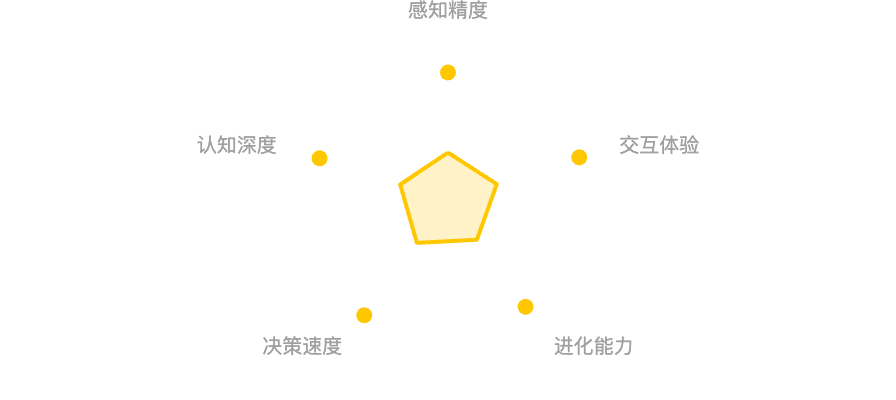 感知精度
认知深度
交互体验
决策速度
进化能力